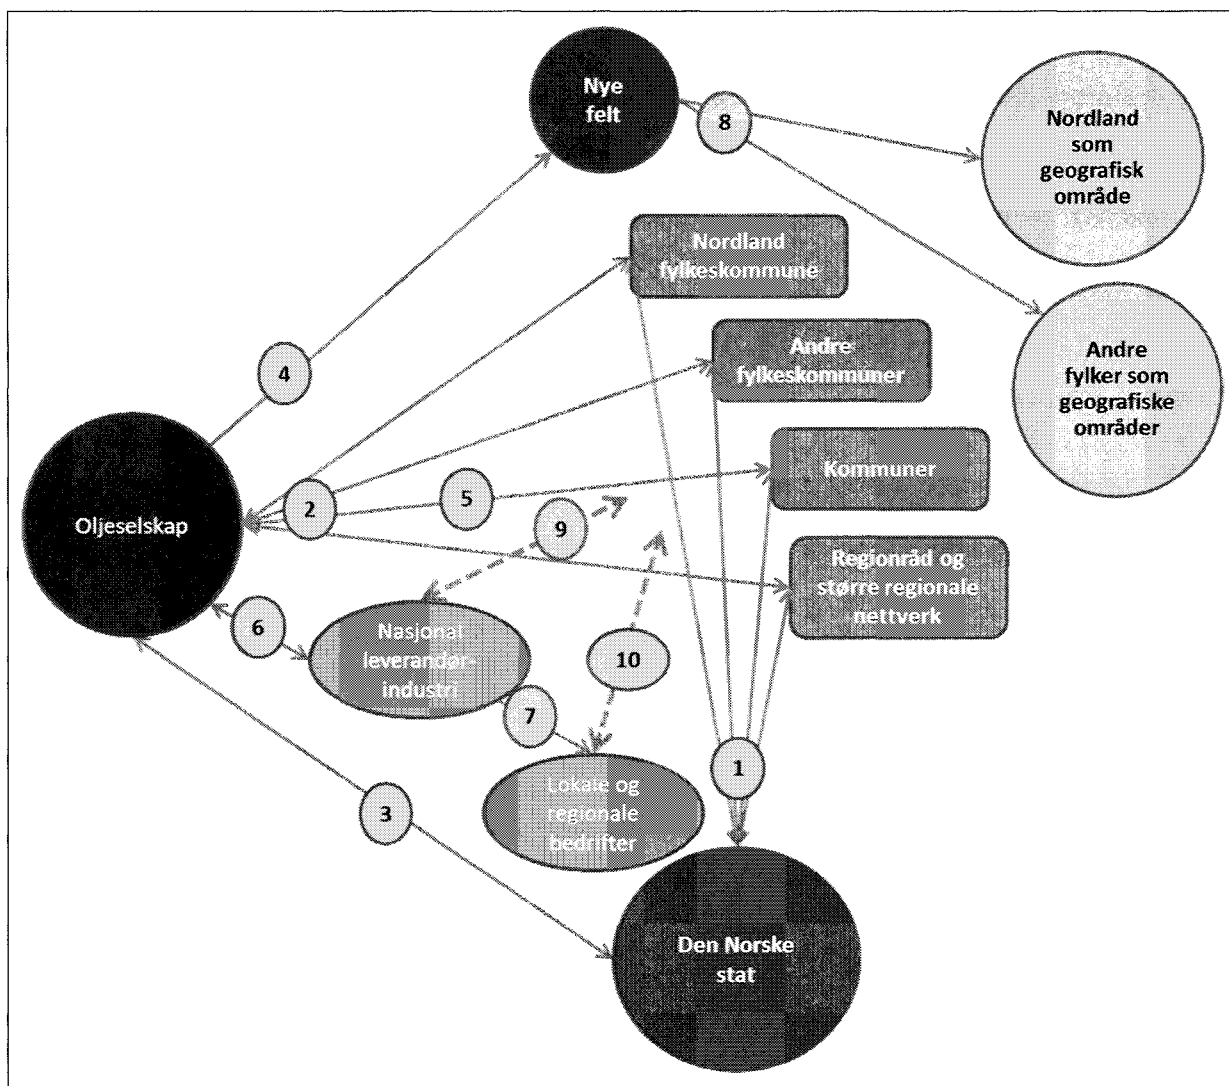 Nye
felt
8
Nordland
som
geografisk
område
Nordland
fylkeskommune
Andre
fylkeskommuner
Andre
fylker som
geografiske
områder
4
Oljeselskap
2
5
9
Kommuner
Regionråd og
større regionale
nettverk
6
Nasjonal
leverandør-
industri
10
7
1
3
Lokale og
regionale
bedrifter
Den Norske
stat